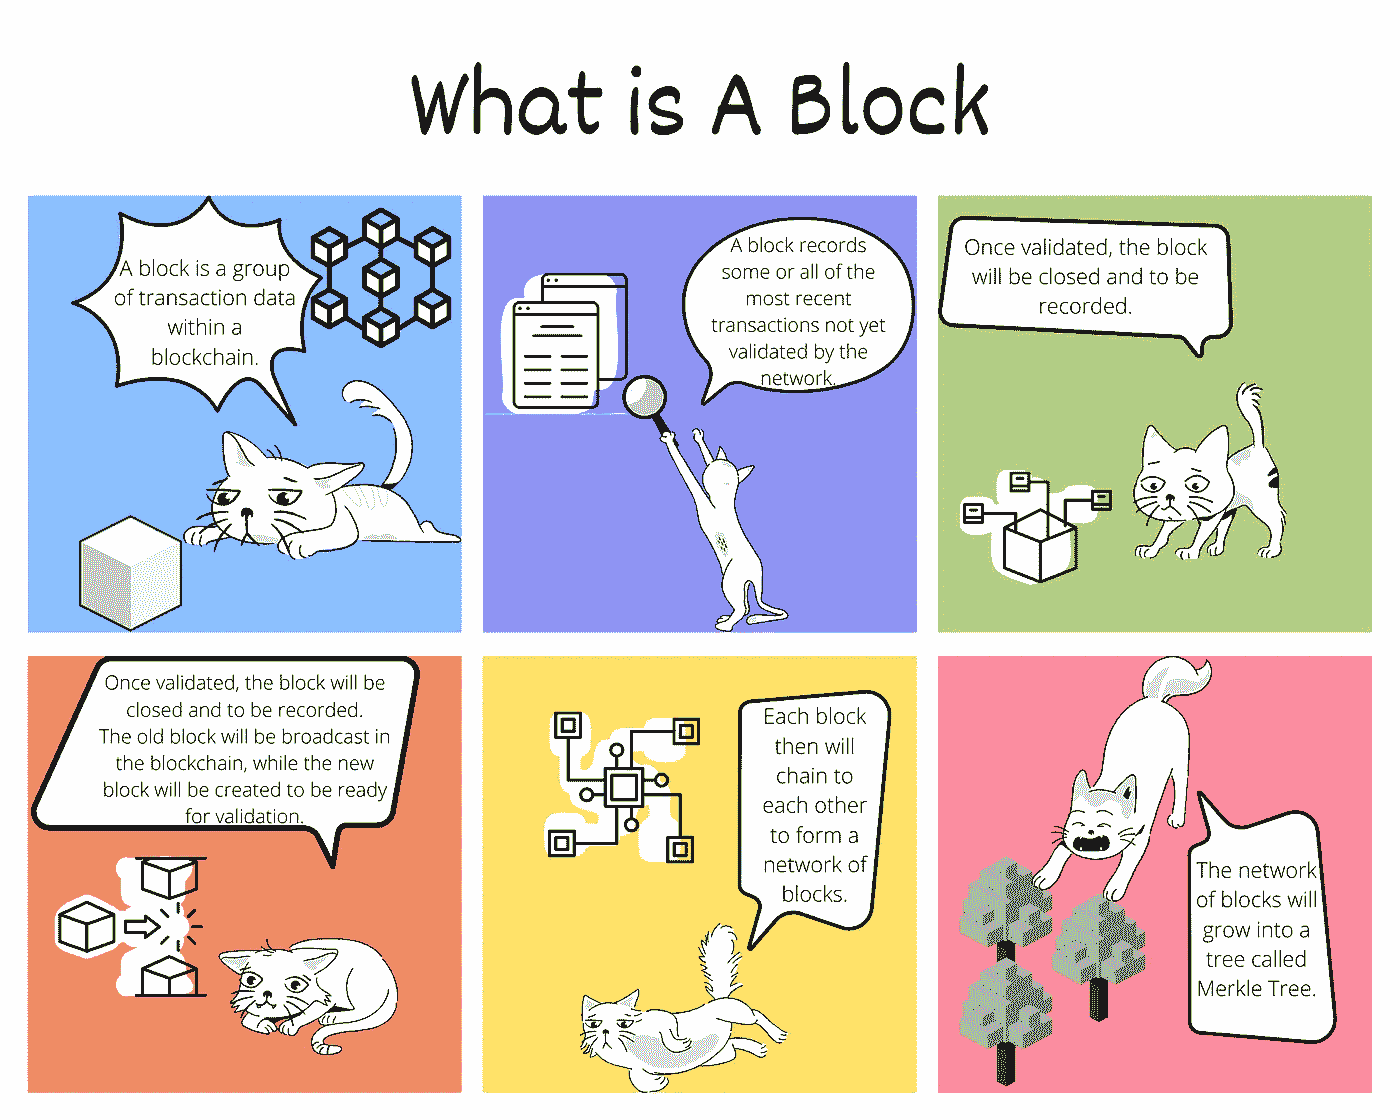 What is A Block
A block is a group
of transaction data
within a
blockchain.
A block records
some or all of the
most recent
transactions not yet
validated by the
network.
Once validated, the block
will be closed and to be
recorded.
Once validated, the block will be
closed and to be recorded.
The old block will be broadcast in
the blockchain, while the new
block will be created to be ready
for validation.
Each block
then will
chain to
each other
to form a
network of
blocks.
The network
of blocks will
grow into a
tree called
Merkle Tree.